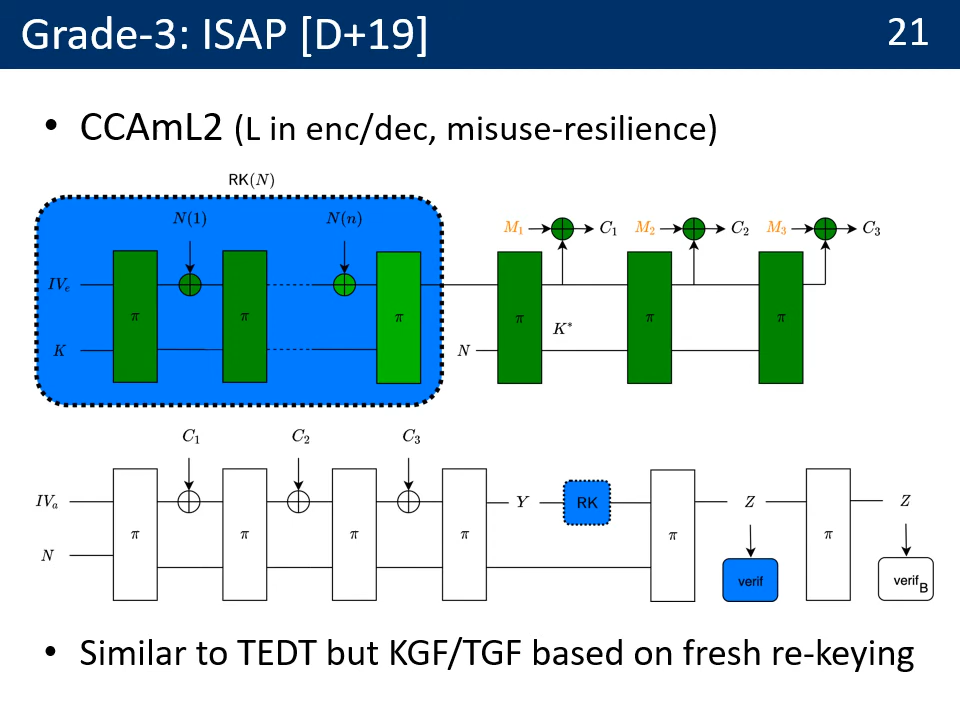 Grade-3: ISAP [D+19]
21
• CCAmL2 (L in enc/dec, misuse-resilience)
RK(N)
N(1) N(n) M₁ C₁ M₂ C₂ M₃ C₃
IVₑ π π π π π π
K* 
K N
C₁ C₂ C₃
IVₐ Y RK Z Z
π π π π π π
N
verif verif_B
• Similar to TEDT but KGF/TGF based on fresh re-keying